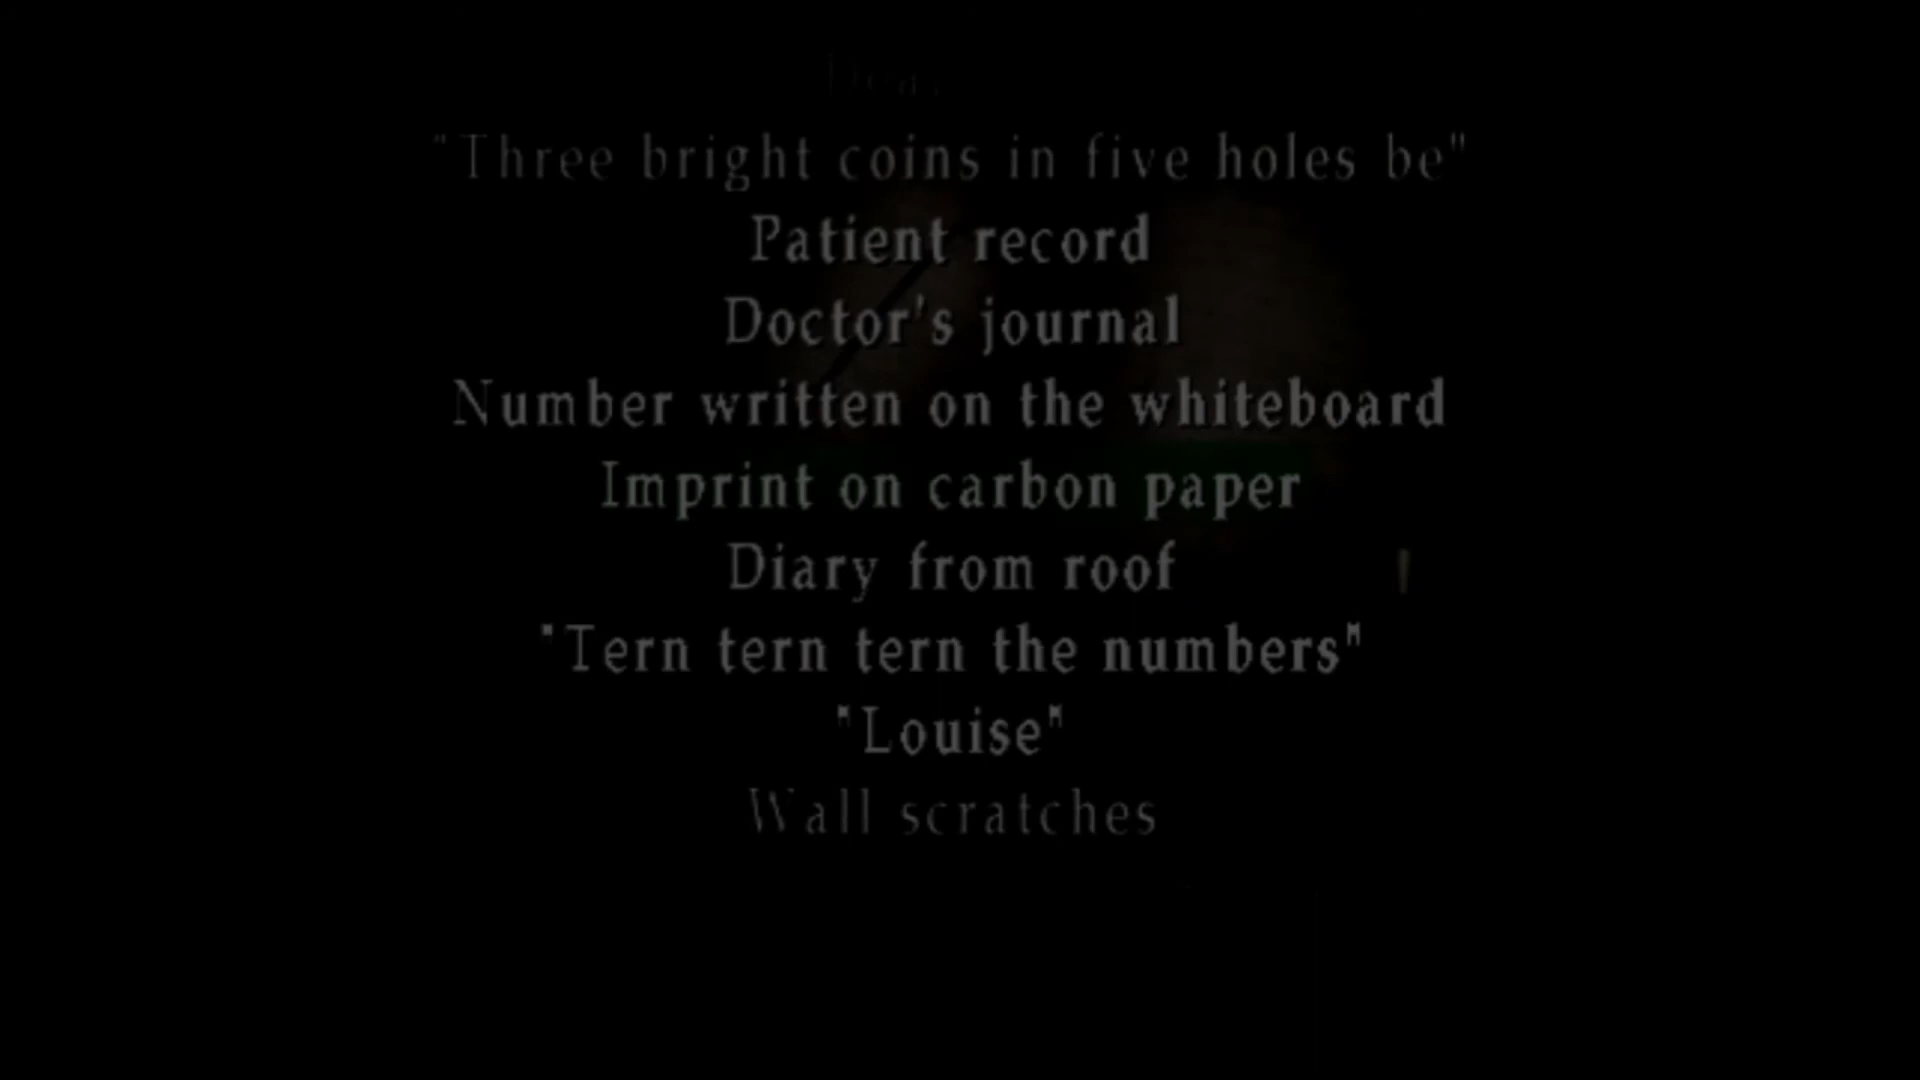 "Three bright coins in five holes be"
Patient record
Doctor's journal
Number written on the whiteboard
Imprint on carbon paper
Diary from roof
"Tern tern tern the numbers"
"Louise"
Wall scratches